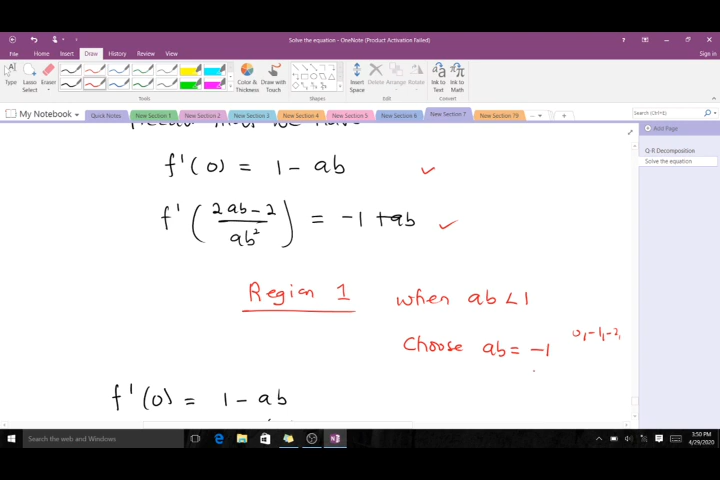 Solve the equation - OneNote (Product Activation Failed)
File Home Insert Draw History Review View
Sign in
Type
Lasso Select
Eraser
Color & Thickness
Draw with Touch
Insert Space
Delete
Arrange
Rotate
Ink to Text
Ink to Math
Tools
Shapes
Edit
Convert
My Notebook
Quick Notes New Section 1 New Section 2 New Section 3 New Section 4 New Section 5 New Section 6 New Section 7 New Section 79
Search (Ctrl+E)
Add Page
Q-R Decomposition
Solve the equation
f'(0) = 1 - ab
f'((2ab-2)/(ab²)) = -1 + ab
Region 1 when ab < 1
Choose ab = -1 0, -1, -2,
f'(0) = 1 - ab
Search the web and Windows
3:50 PM
4/29/2020